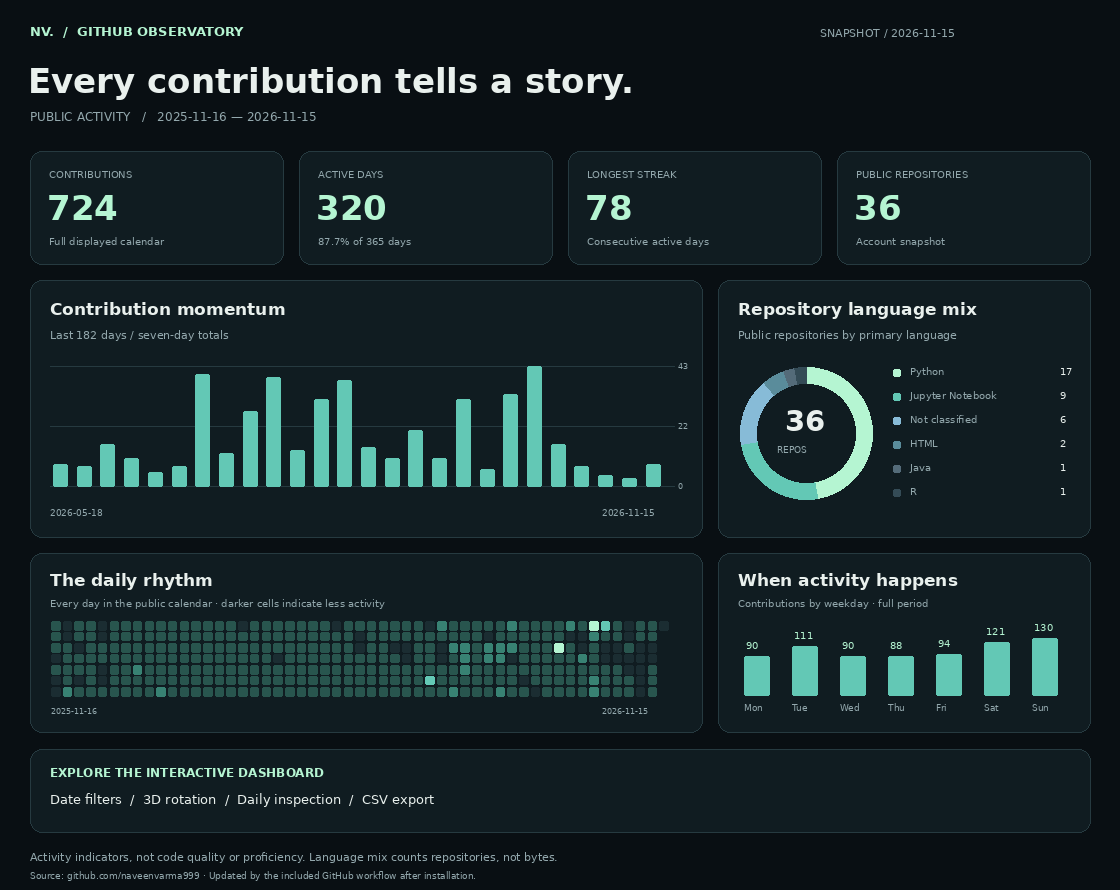 NV. / GITHUB OBSERVATORY
SNAPSHOT / 2026-11-15
Every contribution tells a story.
PUBLIC ACTIVITY / 2025-11-16 — 2026-11-15
CONTRIBUTIONS
724
Full displayed calendar
ACTIVE DAYS
320
87.7% of 365 days
LONGEST STREAK
78
Consecutive active days
PUBLIC REPOSITORIES
36
Account snapshot
Contribution momentum
Last 182 days / seven-day totals
43
22
0
2026-05-18
2026-11-15
Repository language mix
Public repositories by primary language
36
REPOS
Python 17
Jupyter Notebook 9
Not classified 6
HTML 2
Java 1
R 1
The daily rhythm
Every day in the public calendar · darker cells indicate less activity
2025-11-16
2026-11-15
When activity happens
Contributions by weekday · full period
90 111 90 88 94 121 130
Mon Tue Wed Thu Fri Sat Sun
EXPLORE THE INTERACTIVE DASHBOARD
Date filters / 3D rotation / Daily inspection / CSV export
Activity indicators, not code quality or proficiency. Language mix counts repositories, not bytes.
Source: github.com/naveenvarma999 · Updated by the included GitHub workflow after installation.